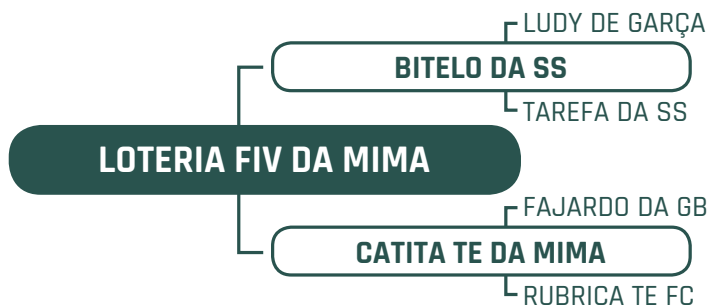 LUDY DE GARÇA
BITELO DA SS
TAREFA DA SS
LOTERIA FIV DA MIMA
FAJARDO DA GB
CATITA TE DA MIMA
RUBRICA TE FC